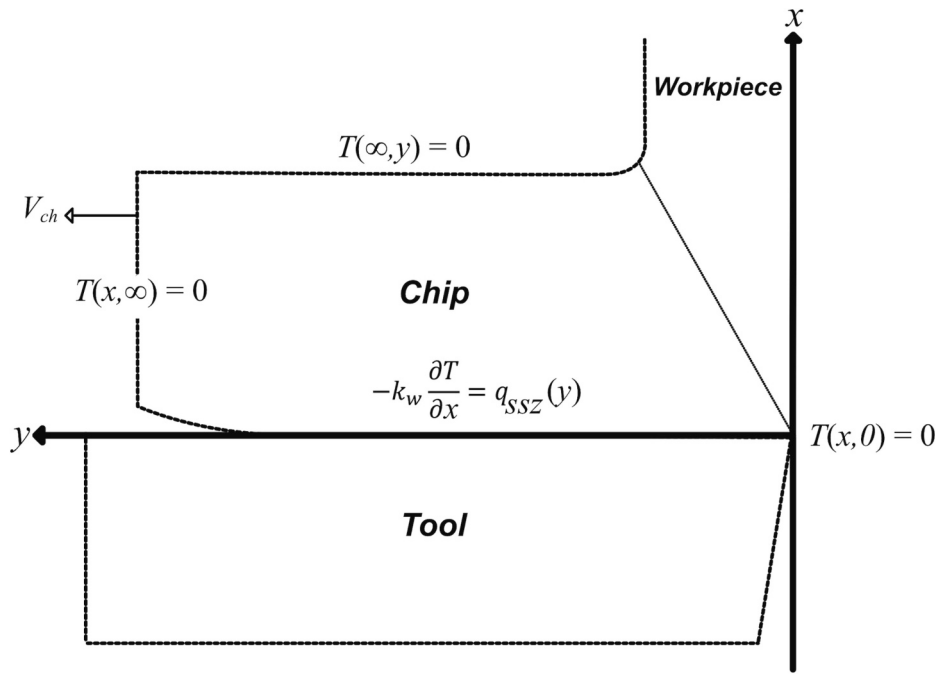 x
Workpiece
T(∞,y) = 0
V_ch
T(x,∞) = 0
Chip
−k_w ∂T/∂x = q_SSZ(y)
y
T(x,0) = 0
Tool